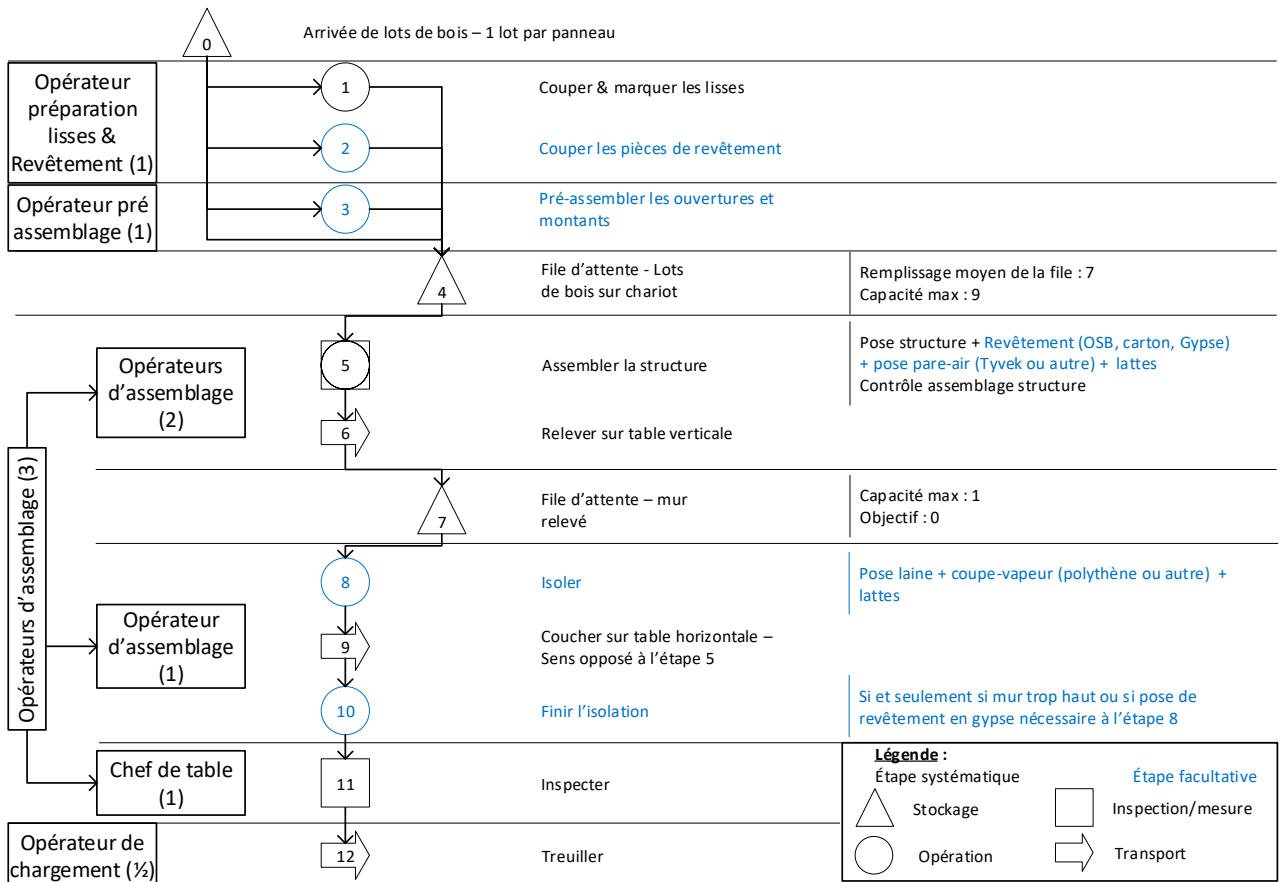 0
Arrivée de lots de bois – 1 lot par panneau
Opérateur
préparation
lisses &
Revêtement (1)
1
Couper & marquer les lisses
2
Couper les pièces de revêtement
Opérateur pré
assemblage (1)
3
Pré-assembler les ouvertures et
montants
4
File d'attente - Lots
de bois sur chariot
Remplissage moyen de la file : 7
Capacité max : 9
Opérateurs d'assemblage (3)
Opérateurs
d'assemblage
(2)
5
Assembler la structure
Pose structure + Revêtement (OSB, carton, Gypse)
+ pose pare-air (Tyvek ou autre) + lattes
Contrôle assemblage structure
6
Relever sur table verticale
7
File d'attente – mur
relevé
Capacité max : 1
Objectif : 0
8
Isoler
Pose laine + coupe-vapeur (polythène ou autre) +
lattes
Opérateur
d'assemblage
(1)
9
Coucher sur table horizontale –
Sens opposé à l'étape 5
10
Finir l'isolation
Si et seulement si mur trop haut ou si pose de
revêtement en gypse nécessaire à l'étape 8
Chef de table
(1)
11
Inspecter
Opérateur de
chargement (½)
12
Treuiller
Légende :
Étape systématique
Étape facultative
Stockage
Inspection/mesure
Opération
Transport